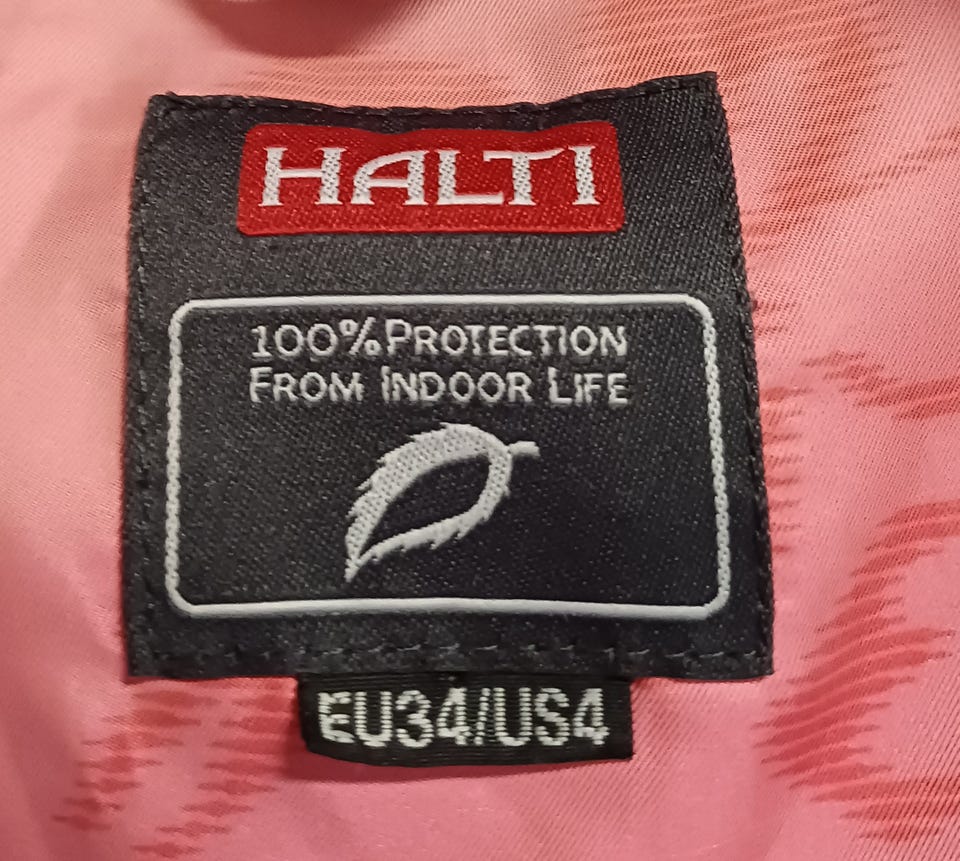 HALTI
100% PROTECTION
FROM INDOOR LIFE
EU34/US4